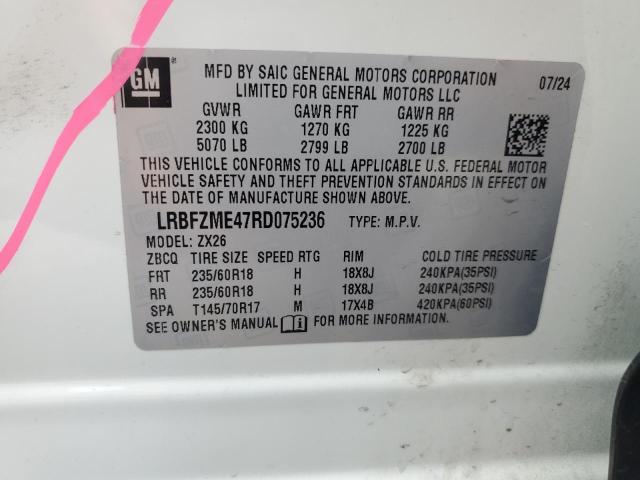 GM
MFD BY SAIC GENERAL MOTORS CORPORATION 07/24
LIMITED FOR GENERAL MOTORS LLC
GVWR GAWR FRT GAWR RR
2300 KG 1270 KG 1225 KG
5070 LB 2799 LB 2700 LB
THIS VEHICLE CONFORMS TO ALL APPLICABLE U.S. FEDERAL MOTOR
VEHICLE SAFETY AND THEFT PREVENTION STANDARDS IN EFFECT ON
THE DATE OF MANUFACTURE SHOWN ABOVE.
LRBFZME47RD075236 TYPE: M.P.V.
MODEL: ZX26
ZBCQ TIRE SIZE SPEED RTG RIM COLD TIRE PRESSURE
FRT 235/60R18 H 18X8J 240KPA(35PSI)
RR 235/60R18 H 18X8J 240KPA(35PSI)
SPA T145/70R17 M 17X4B 420KPA(60PSI)
SEE OWNER'S MANUAL i FOR MORE INFORMATION.